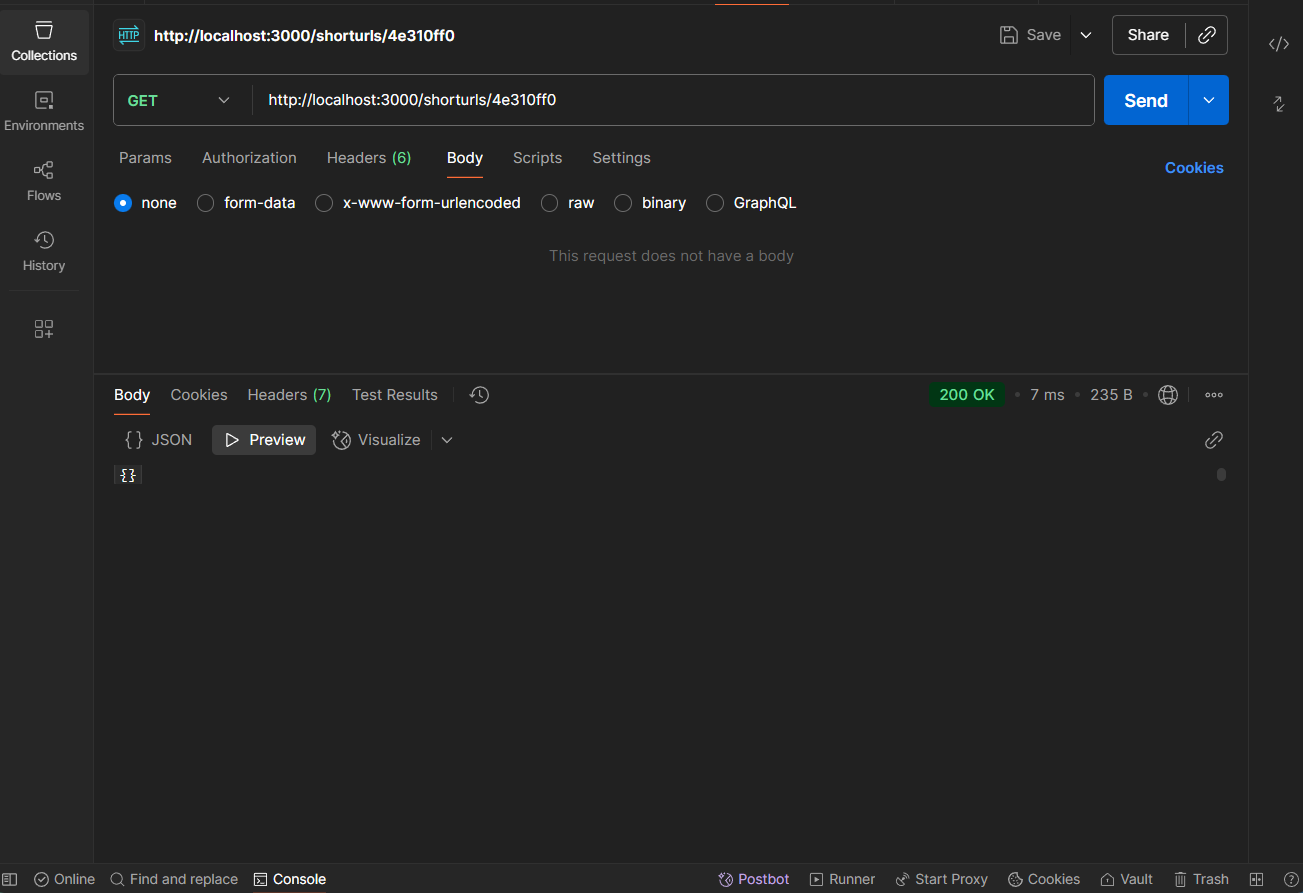 Collections
Environments
Flows
History
HTTP http://localhost:3000/shorturls/4e310ff0
Save
Share
GET http://localhost:3000/shorturls/4e310ff0
Send
Params Authorization Headers (6) Body Scripts Settings
Cookies
none form-data x-www-form-urlencoded raw binary GraphQL
This request does not have a body
Body Cookies Headers (7) Test Results
200 OK • 7 ms • 235 B •
{} JSON Preview Visualize
{}
Online Find and replace Console
Postbot Runner Start Proxy Cookies Vault Trash